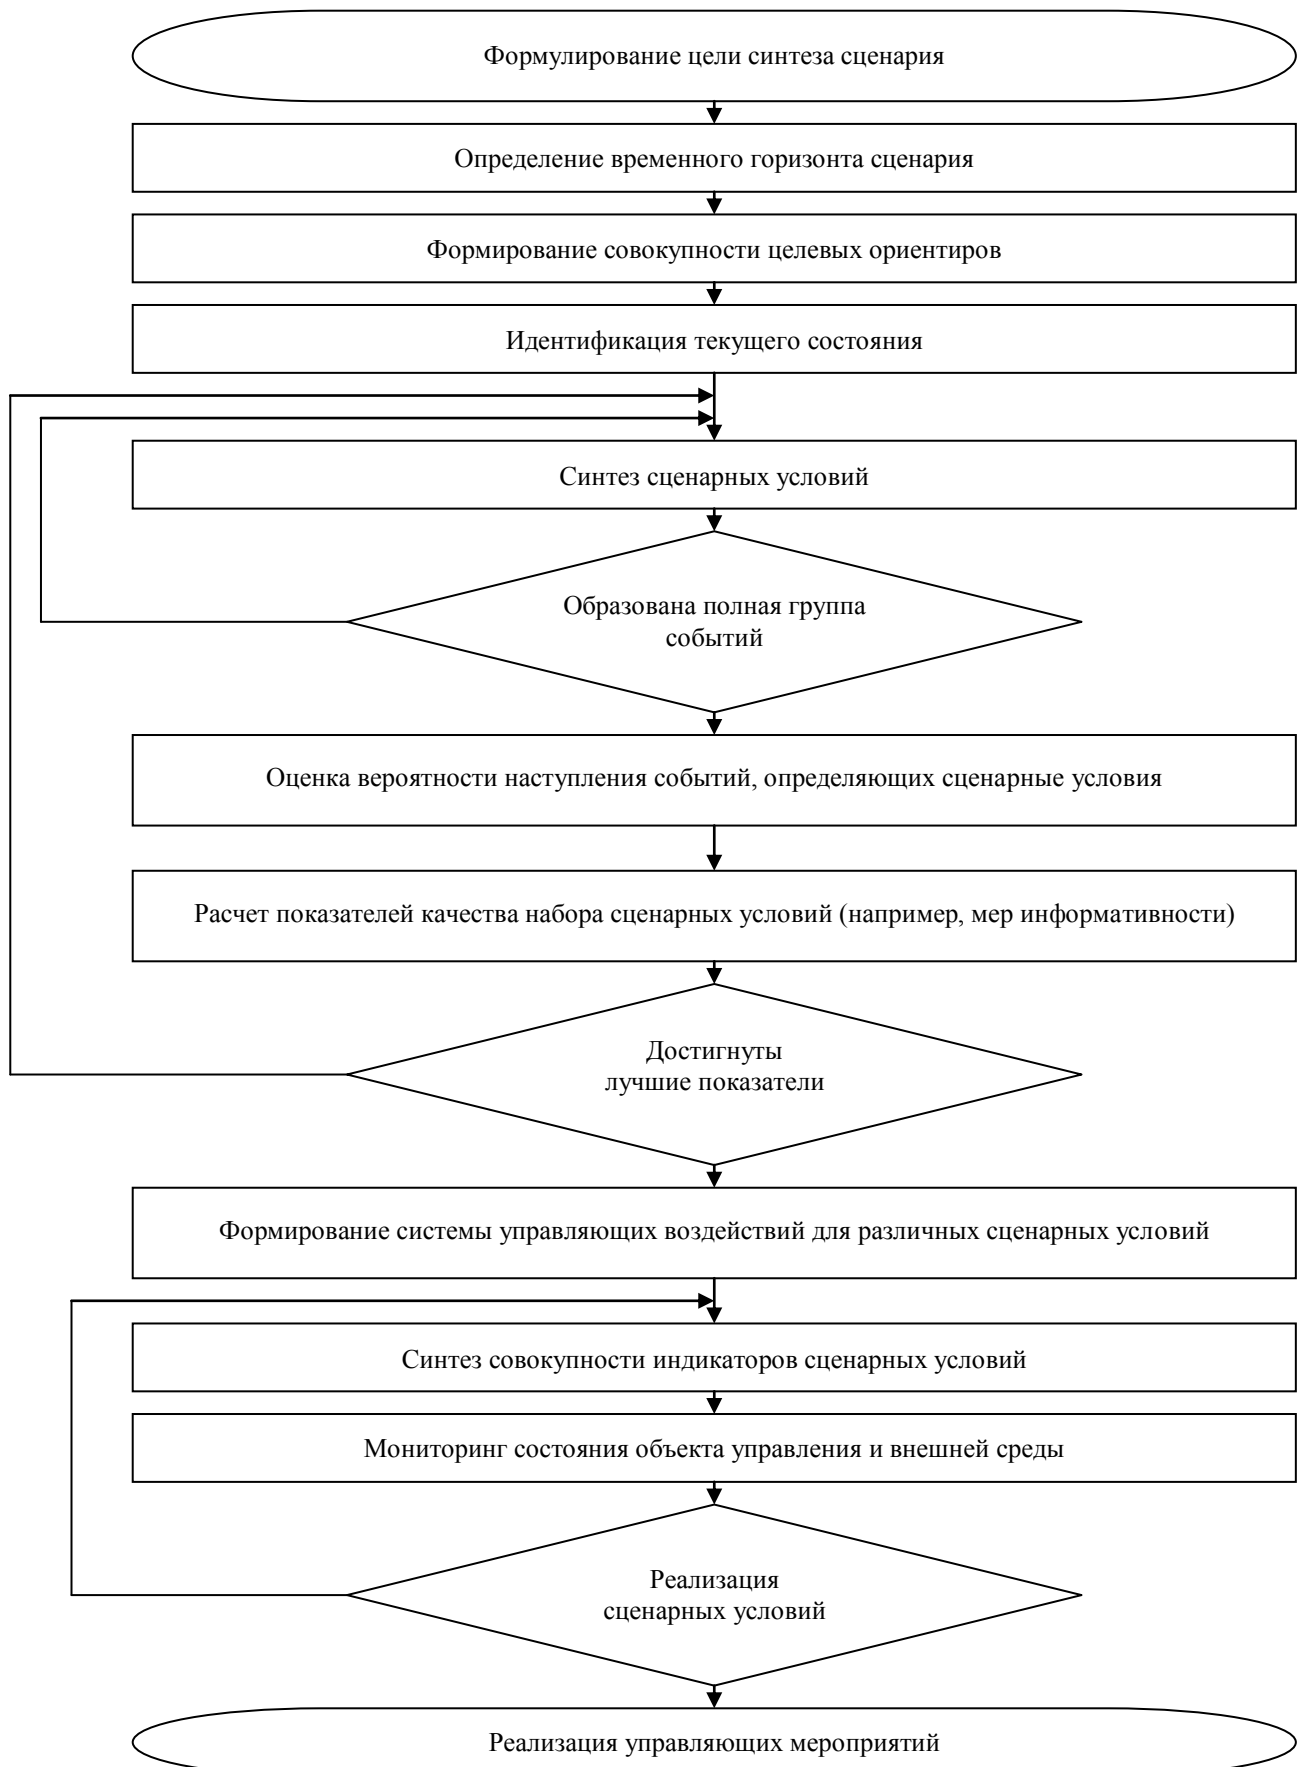 Формулирование цели синтеза сценария
Определение временного горизонта сценария
Формирование совокупности целевых ориентиров
Идентификация текущего состояния
Синтез сценарных условий
Образована полная группа
событий
Оценка вероятности наступления событий, определяющих сценарные условия
Расчет показателей качества набора сценарных условий (например, мер информативности)
Достигнуты
лучшие показатели
Формирование системы управляющих воздействий для различных сценарных условий
Синтез совокупности индикаторов сценарных условий
Мониторинг состояния объекта управления и внешней среды
Реализация
сценарных условий
Реализация управляющих мероприятий